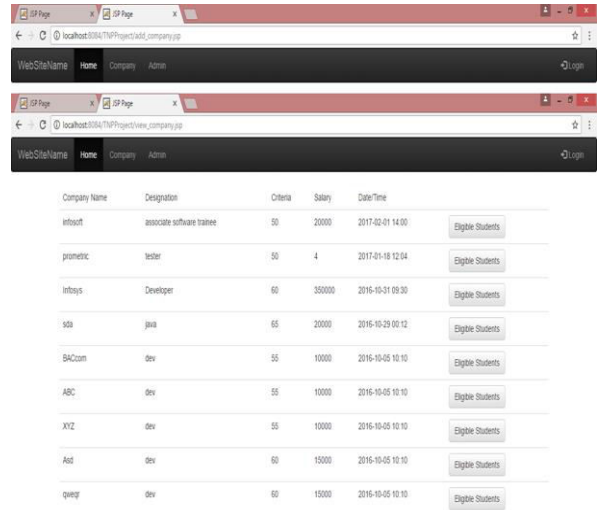 JSP Page x JSP Page x
localhost:8084/TNPProject/add_company.jsp
WebSiteName Home Company Admin Login
JSP Page x JSP Page x
localhost:8084/TNPProject/view_company.jsp
WebSiteName Home Company Admin Login
Company Name Designation Criteria Salary Date/Time
infosoft associate software trainee 50 20000 2017-02-01 14:00 Eligible Students
prometric tester 50 4 2017-01-18 12:04 Eligible Students
Infosys Developer 60 350000 2016-10-31 09:30 Eligible Students
sda java 65 20000 2016-10-29 00:12 Eligible Students
BACcom dev 55 10000 2016-10-05 10:10 Eligible Students
ABC dev 55 10000 2016-10-05 10:10 Eligible Students
XYZ dev 55 10000 2016-10-05 10:10 Eligible Students
Asd dev 60 15000 2016-10-05 10:10 Eligible Students
qweqr dev 60 15000 2016-10-05 10:10 Eligible Students